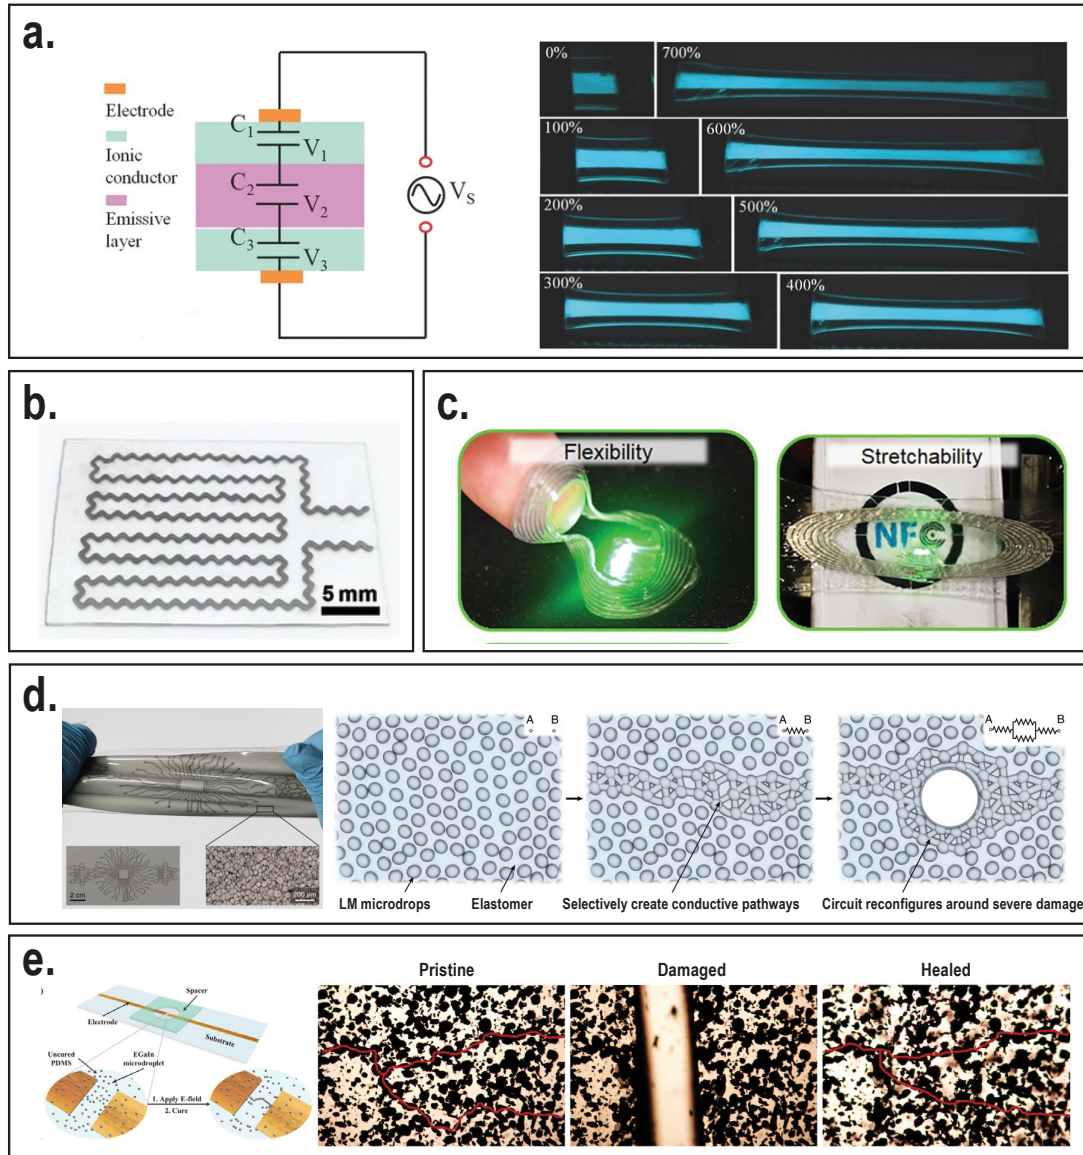 a.
Electrode
Ionic
conductor
Emissive
layer
C1
V1
C2
V2
C3
V3
VS
0%
700%
100%
600%
200%
500%
300%
400%
b.
5 mm
c.
Flexibility
Stretchability
NFC
d.
2 cm
200 μm
A B
A B
A B
LM microdrops
Elastomer
Selectively create conductive pathways
Circuit reconfigures around severe damage
e.
)
Spacer
Electrode
Substrate
Uncured
PDMS
EGaIn
microdroplet
1. Apply E-field
2. Cure
Pristine
Damaged
Healed